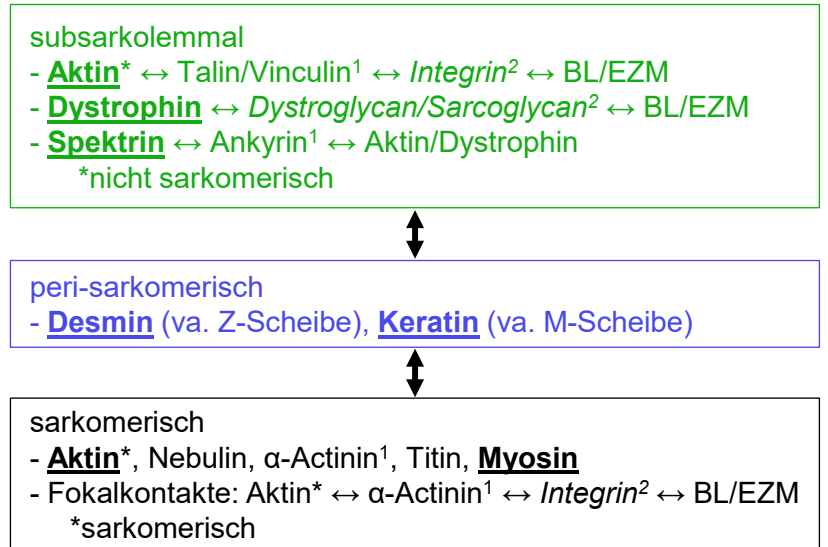 subsarkolemmal
- Aktin* ↔ Talin/Vinculin¹ ↔ Integrin² ↔ BL/EZM
- Dystrophin ↔ Dystroglycan/Sarcoglycan² ↔ BL/EZM
- Spektrin ↔ Ankyrin¹ ↔ Aktin/Dystrophin
*nicht sarkomerisch
peri-sarkomerisch
- Desmin (va. Z-Scheibe), Keratin (va. M-Scheibe)
sarkomerisch
- Aktin*, Nebulin, α-Actinin¹, Titin, Myosin
- Fokalkontakte: Aktin* ↔ α-Actinin¹ ↔ Integrin² ↔ BL/EZM
*sarkomerisch